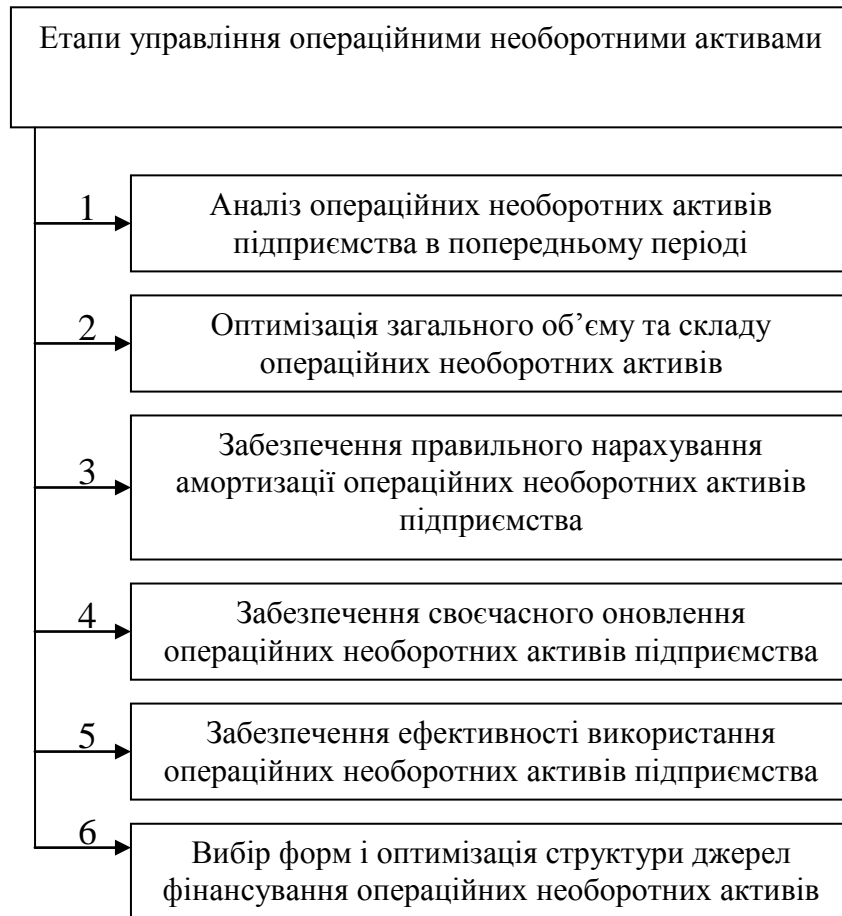 Етапи управління операційними необоротними активами
1
Аналіз операційних необоротних активів
підприємства в попередньому періоді
2
Оптимізація загального об’єму та складу
операційних необоротних активів
3
Забезпечення правильного нарахування
амортизації операційних необоротних активів
підприємства
4
Забезпечення своєчасного оновлення
операційних необоротних активів підприємства
5
Забезпечення ефективності використання
операційних необоротних активів підприємства
6
Вибір форм і оптимізація структури джерел
фінансування операційних необоротних активів